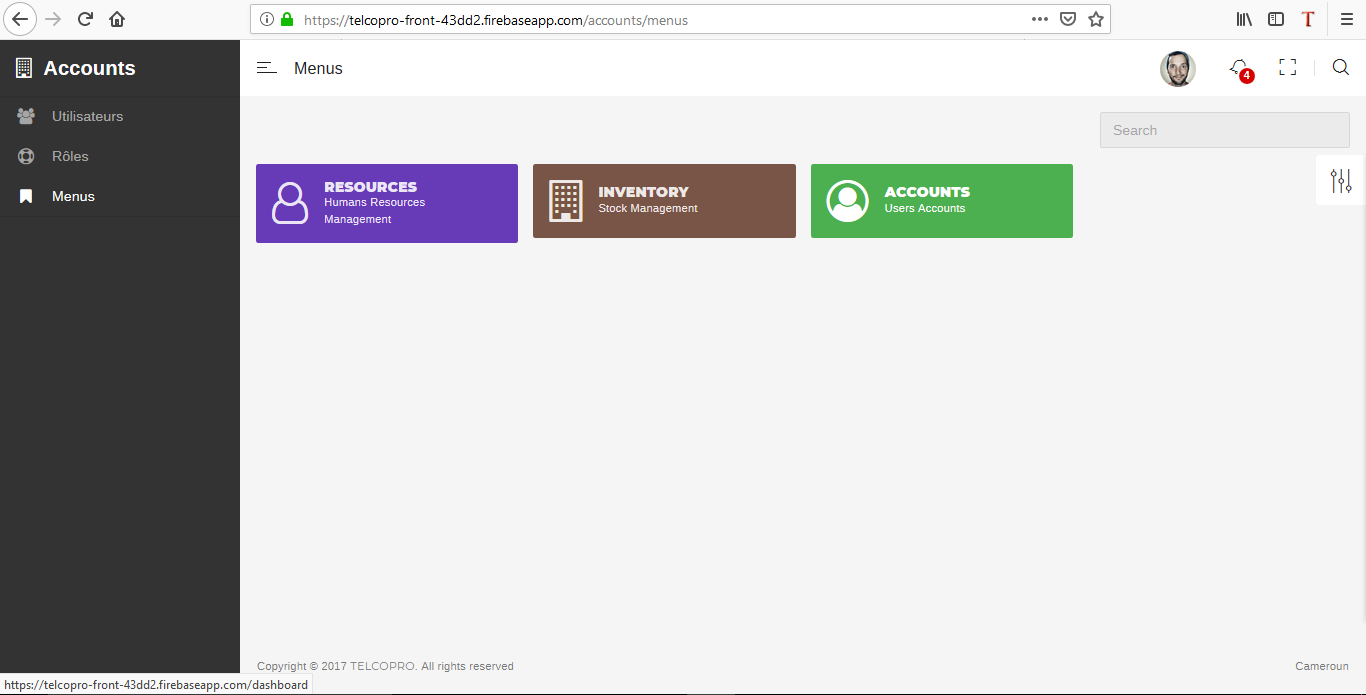 https://telcopro-front-43dd2.firebaseapp.com/accounts/menus
T
Accounts
Menus
4
Utilisateurs
Rôles
Menus
Search
RESOURCES
Humans Resources
Management
INVENTORY
Stock Management
ACCOUNTS
Users Accounts
Copyright © 2017 TELCOPRO. All rights reserved
Cameroun
https://telcopro-front-43dd2.firebaseapp.com/dashboard